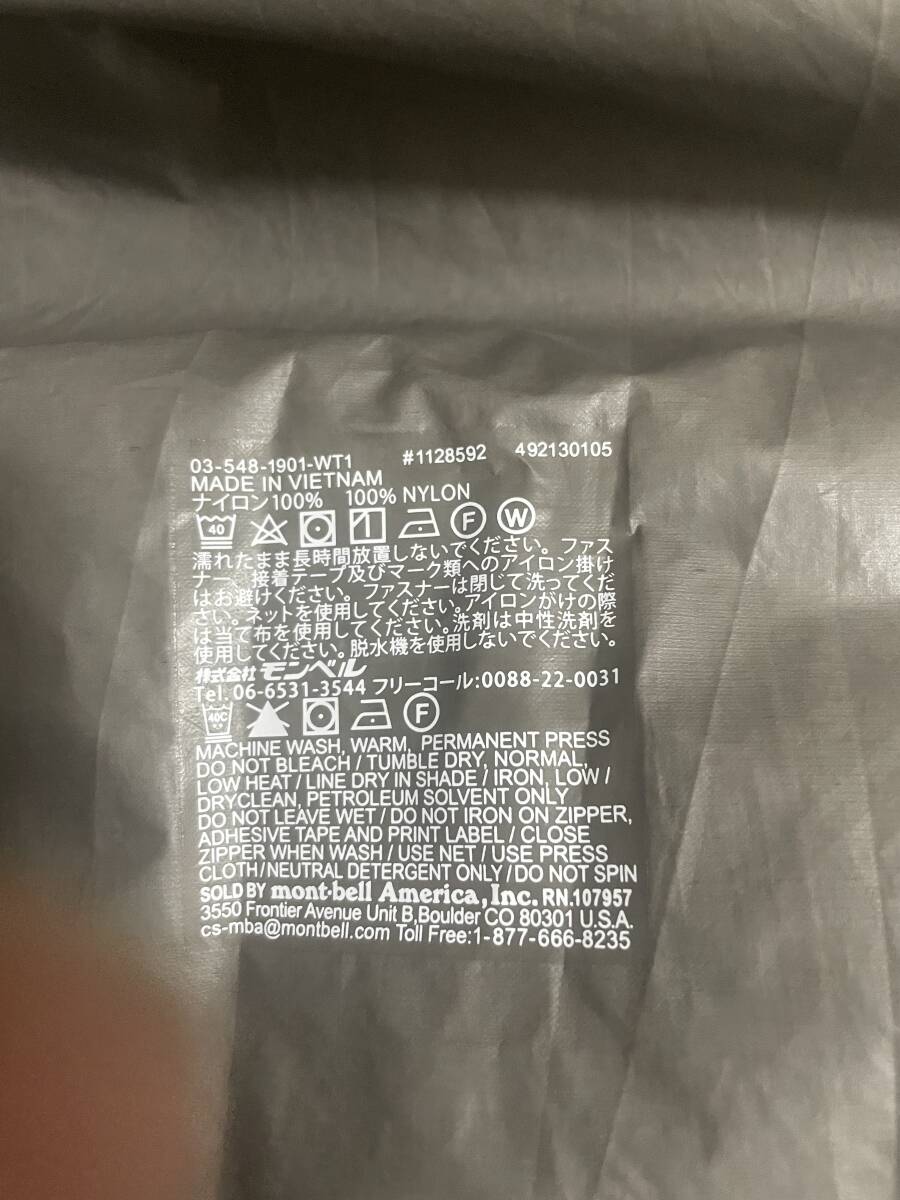 03-548-1901-WT1 #1128592 492130105
MADE IN VIETNAM
ナイロン100% 100% NYLON
40 F W
濡れたまま長時間放置しないでください。ファス
ナー、接着テープ及びマーク類へのアイロン掛け
はお避けください。ファスナーは閉じて洗ってくだ
さい。ネットを使用してください。アイロンがけの際
は当て布を使用してください。洗剤は中性洗剤を
使用してください。脱水機を使用しないでください。
株式会社モンベル
Tel. 06-6531-3544 フリーコール:0088-22-0031
40C F
MACHINE WASH, WARM, PERMANENT PRESS
DO NOT BLEACH / TUMBLE DRY, NORMAL,
LOW HEAT / LINE DRY IN SHADE / IRON, LOW /
DRYCLEAN, PETROLEUM SOLVENT ONLY
DO NOT LEAVE WET / DO NOT IRON ON ZIPPER,
ADHESIVE TAPE AND PRINT LABEL / CLOSE
ZIPPER WHEN WASH / USE NET / USE PRESS
CLOTH/NEUTRAL DETERGENT ONLY /DO NOT SPIN
SOLD BY mont-bell America, Inc. RN.107957
3550 Frontier Avenue Unit B,Boulder CO 80301 U.S.A.
cs-mba@montbell.com Toll Free:1-877-666-8235